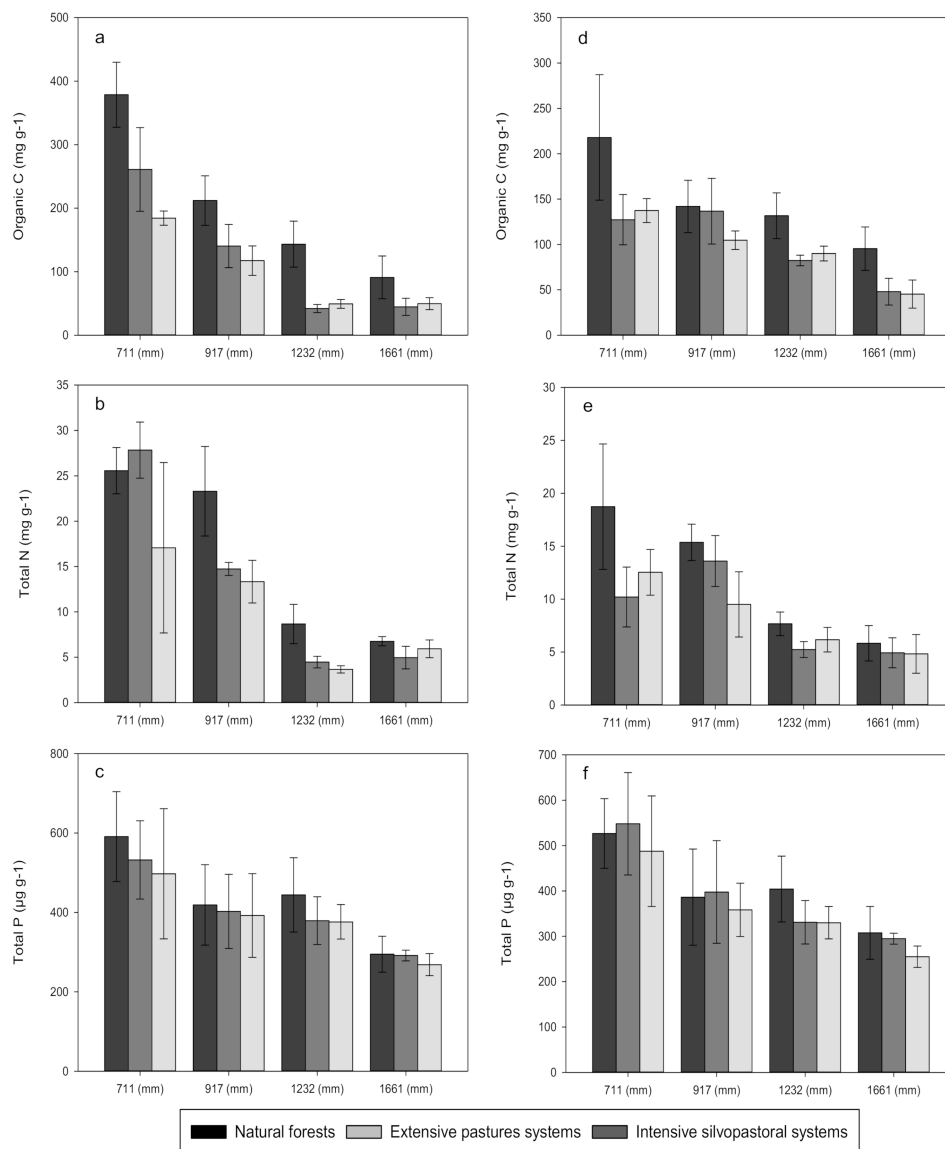 a
Organic C (mg g-1)
500
400
300
200
100
0
711 (mm) 917 (mm) 1232 (mm) 1661 (mm)
d
Organic C (mg g-1)
350
300
250
200
150
100
50
0
711 (mm) 917 (mm) 1232 (mm) 1661 (mm)
b
Total N (mg g-1)
35
30
25
20
15
10
5
0
711 (mm) 917 (mm) 1232 (mm) 1661 (mm)
e
Total N (mg g-1)
30
25
20
15
10
5
0
711 (mm) 917 (mm) 1232 (mm) 1661 (mm)
c
Total P (µg g-1)
800
600
400
200
0
711 (mm) 917 (mm) 1232 (mm) 1661 (mm)
f
Total P (µg g-1)
700
600
500
400
300
200
100
0
711 (mm) 917 (mm) 1232 (mm) 1661 (mm)
Natural forests Extensive pastures systems Intensive silvopastoral systems